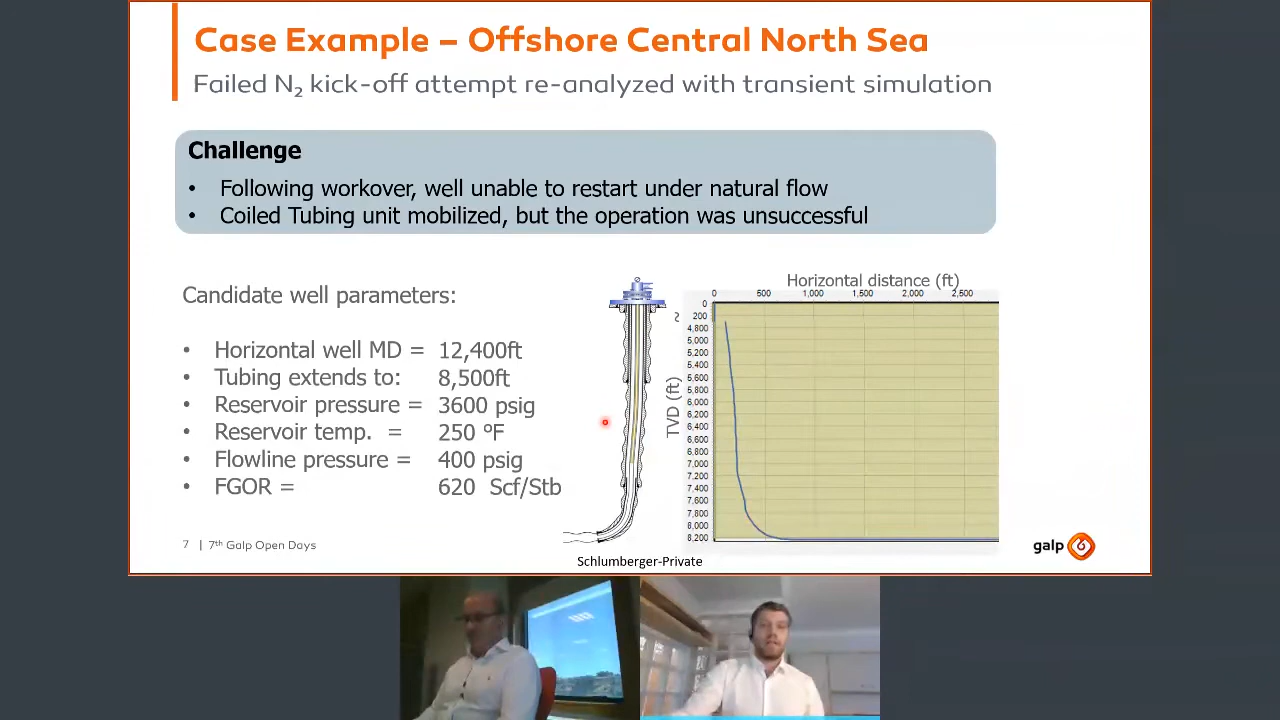 Case Example – Offshore Central North Sea
Failed N₂ kick-off attempt re-analyzed with transient simulation
Challenge
• Following workover, well unable to restart under natural flow
• Coiled Tubing unit mobilized, but the operation was unsuccessful
Candidate well parameters:
• Horizontal well MD = 12,400ft
• Tubing extends to: 8,500ft
• Reservoir pressure = 3600 psig
• Reservoir temp. = 250 °F
• Flowline pressure = 400 psig
• FGOR = 620 Scf/Stb
Horizontal distance (ft)
0 500 1,000 1,500 2,000 2,500
TVD (ft)
~
0
200
4,800
5,000
5,200
5,400
5,600
5,800
6,000
6,200
6,400
6,600
6,800
7,000
7,200
7,400
7,600
7,800
8,000
8,200
7 | 7th Galp Open Days
Schlumberger-Private
galp